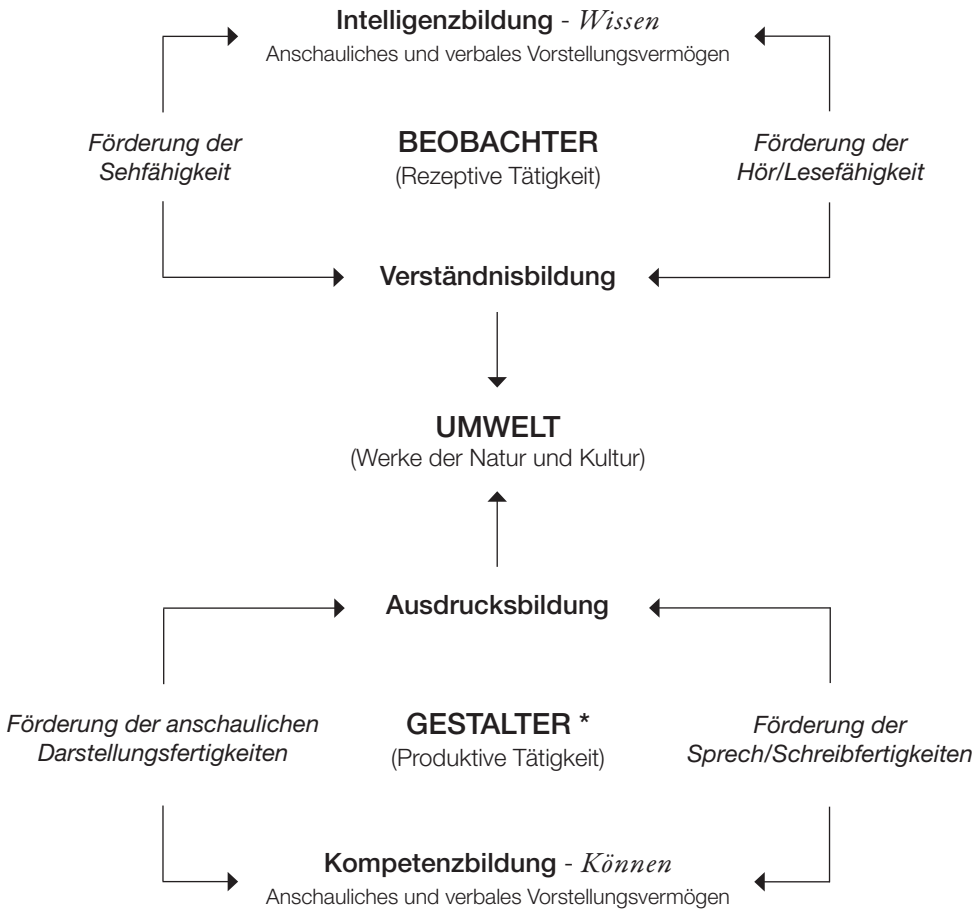 Intelligenzbildung - Wissen
Anschauliches und verbales Vorstellungsvermögen
Förderung der
Sehfähigkeit
BEOBACHTER
(Rezeptive Tätigkeit)
Förderung der
Hör/Lesefähigkeit
Verständnisbildung
UMWELT
(Werke der Natur und Kultur)
Ausdrucksbildung
Förderung der anschaulichen
Darstellungsfertigkeiten
GESTALTER *
(Produktive Tätigkeit)
Förderung der
Sprech/Schreibfertigkeiten
Kompetenzbildung - Können
Anschauliches und verbales Vorstellungsvermögen